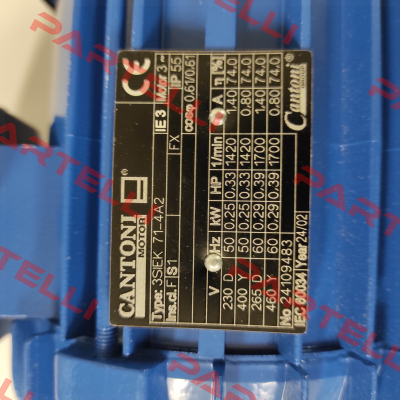 CANTONI
MOTOR
CE
Type: 3SIEK 71-4A2 IE3 Motor 3~
Ins.cl. F S1 FX IP 55
cosφ 0.61/0.61
V Hz kW HP 1/min A η[%]
230 D 50 0.25 0.33 1420 1.40 74.0
400 Y 50 0.25 0.33 1420 0.80 74.0
265 D 60 0.29 0.39 1700 1.40 74.0
460 Y 60 0.29 0.39 1700 0.80 74.0
No 24109483
Cantoni
IEC 60034 Year 24/02
PARTELLI